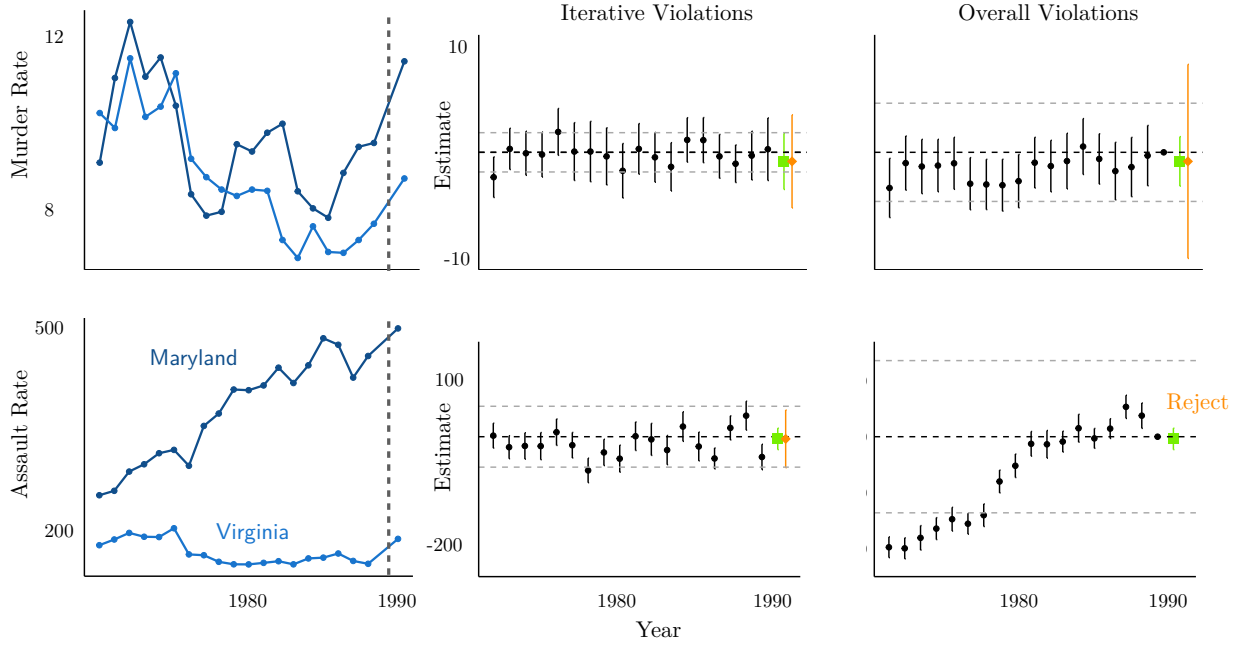 Iterative Violations
Overall Violations
Murder Rate
12
8
Estimate
10
-10
Assault Rate
500
200
Maryland
Virginia
Estimate
100
-200
Reject
1980
1990
1980
1990
1980
1990
Year